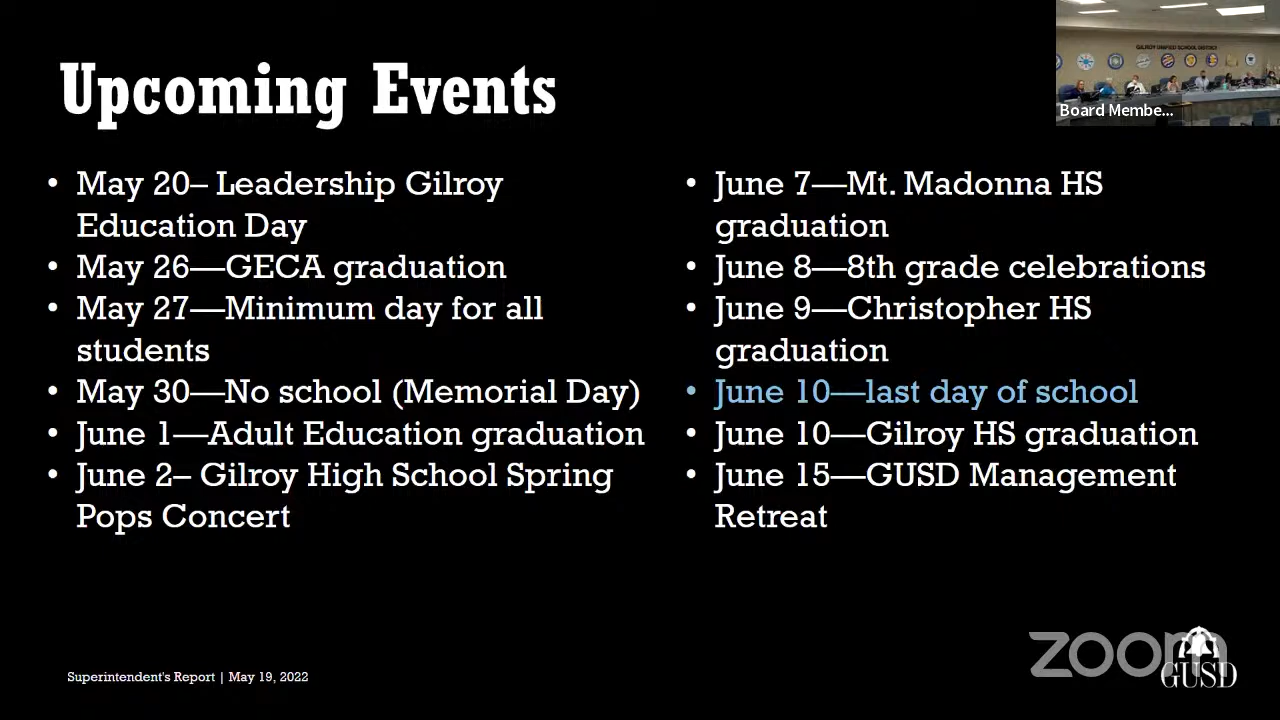 Upcoming Events
GILROY UNIFIED SCHOOL DISTRICT
Board Membe...
• May 20– Leadership Gilroy
Education Day
• May 26—GECA graduation
• May 27—Minimum day for all
students
• May 30—No school (Memorial Day)
• June 1—Adult Education graduation
• June 2– Gilroy High School Spring
Pops Concert
• June 7—Mt. Madonna HS
graduation
• June 8—8th grade celebrations
• June 9—Christopher HS
graduation
• June 10—last day of school
• June 10—Gilroy HS graduation
• June 15—GUSD Management
Retreat
Superintendent's Report | May 19, 2022
zoom
GUSD